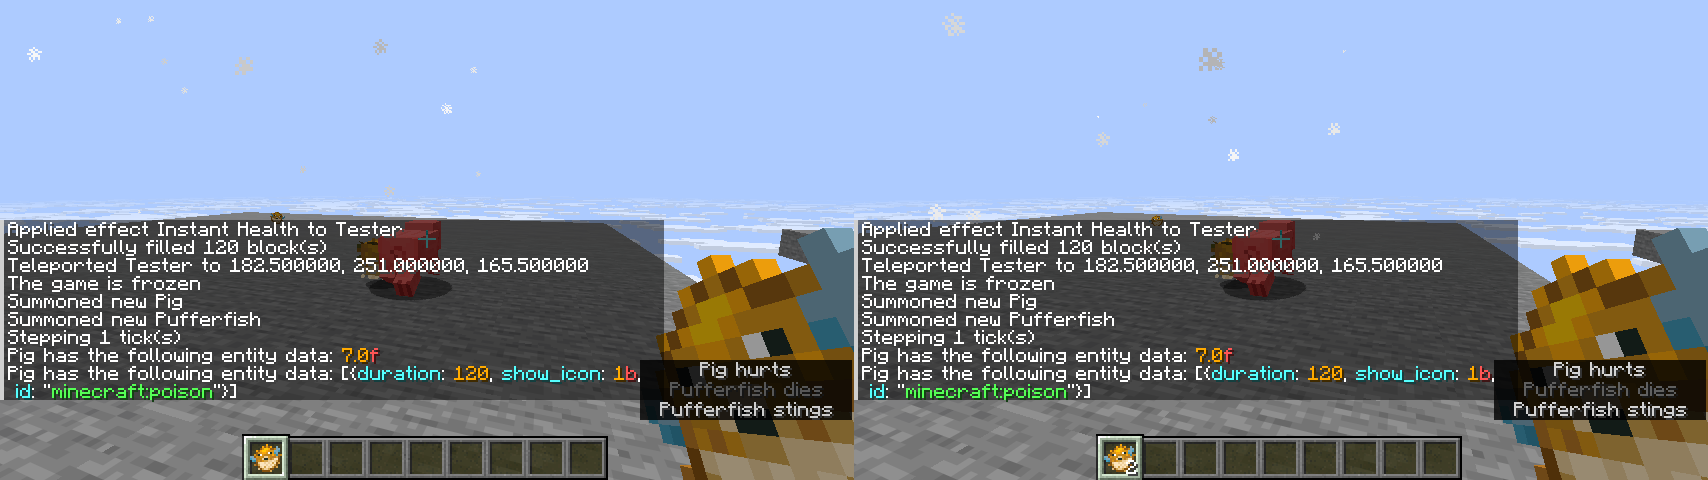 Applied effect Instant Health to Tester
Successfully filled 120 block(s)
Teleported Tester to 182.500000, 251.000000, 165.500000
The game is frozen
Summoned new Pig
Summoned new Pufferfish
Stepping 1 tick(s)
Pig has the following entity data: 7.0f
Pig has the following entity data: [{duration: 120, show_icon: 1b,
id: "minecraft:poison"}]
Pig hurts
Pufferfish dies
Pufferfish stings
Applied effect Instant Health to Tester
Successfully filled 120 block(s)
Teleported Tester to 182.500000, 251.000000, 165.500000
The game is frozen
Summoned new Pig
Summoned new Pufferfish
Stepping 1 tick(s)
Pig has the following entity data: 7.0f
Pig has the following entity data: [{duration: 120, show_icon: 1b,
id: "minecraft:poison"}]
Pig hurts
Pufferfish dies
Pufferfish stings
2